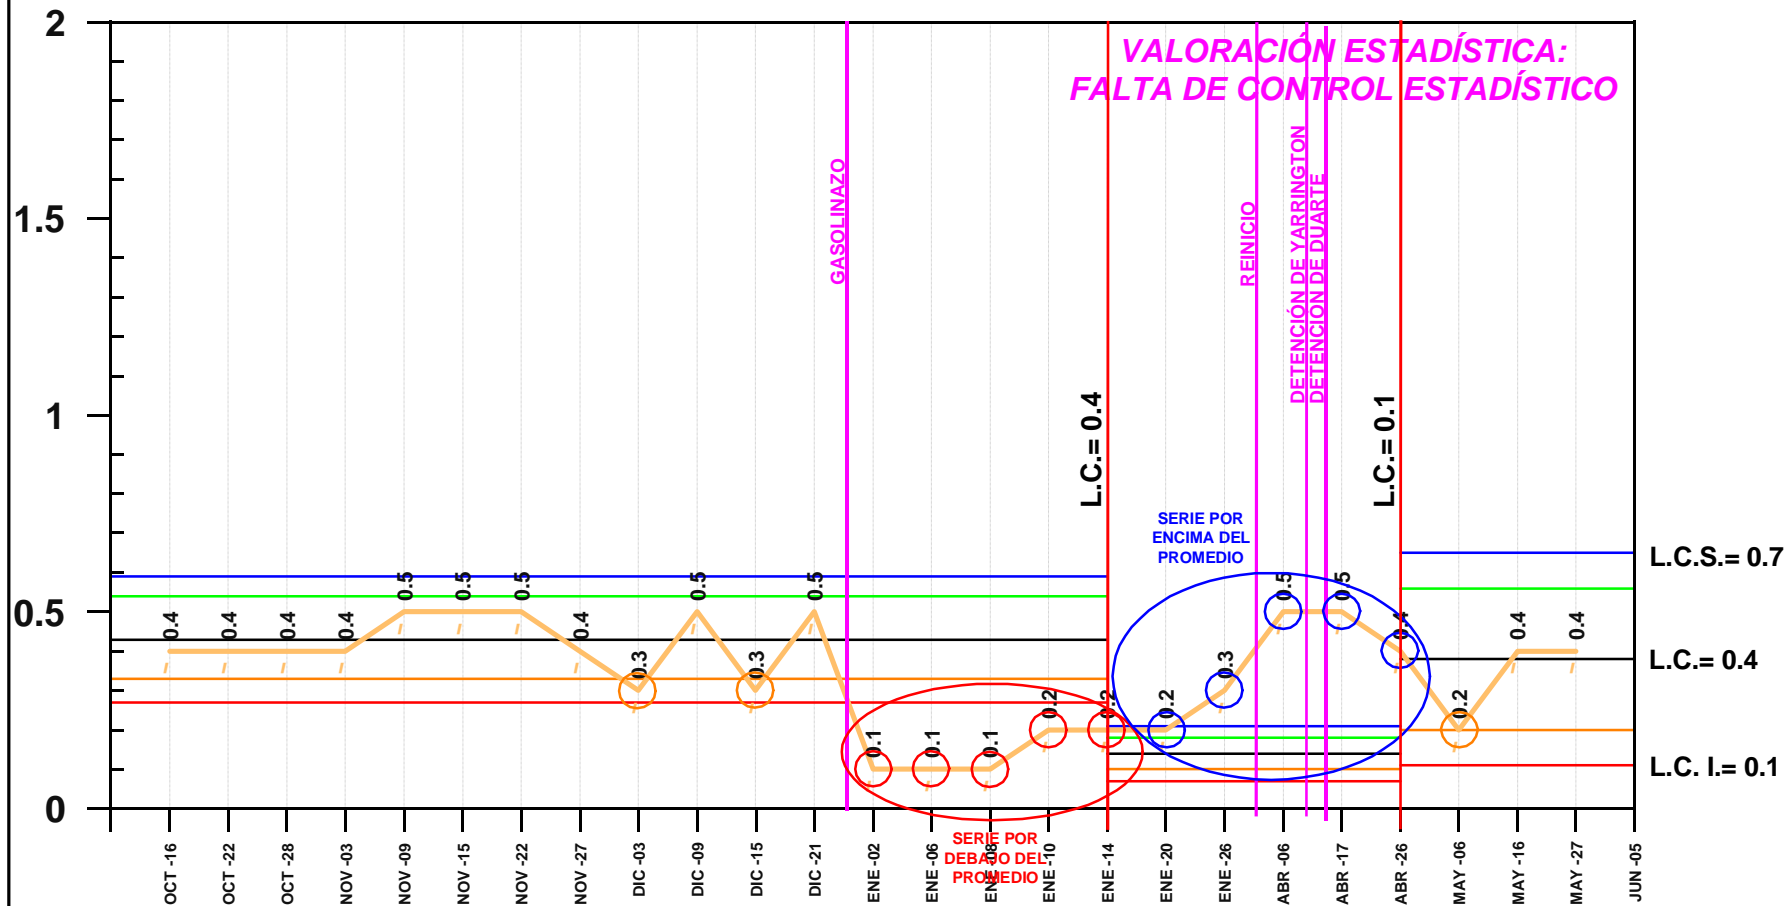 VALORACIÓN ESTADÍSTICA:
FALTA DE CONTROL ESTADÍSTICO
2
1.5
1
0.5
0
GASOLINAZO
REINICIO
DETENCIÓN DE YARRINGTON
DETENCION DE DUARTE
L.C.= 0.4
L.C.= 0.1
SERIE POR
ENCIMA DEL
PROMEDIO
L.C.S.= 0.7
L.C.= 0.4
L.C. I.= 0.1
0.4
0.4
0.4
0.4
0.5
0.5
0.5
0.4
0.3
0.5
0.3
0.5
0.1
0.1
0.1
0.2
0.2
0.2
0.3
0.5
0.5
0.4
0.2
0.4
0.4
SERIE POR
DEBAJO DEL
PROMEDIO
OCT -16
OCT -22
OCT -28
NOV -03
NOV -09
NOV -15
NOV -22
NOV -27
DIC -03
DIC -09
DIC -15
DIC -21
ENE -02
ENE -06
ENE -08
ENE -10
ENE -14
ENE -20
ENE -26
ABR -06
ABR -17
ABR -26
MAY -06
MAY -16
MAY -27
JUN -05